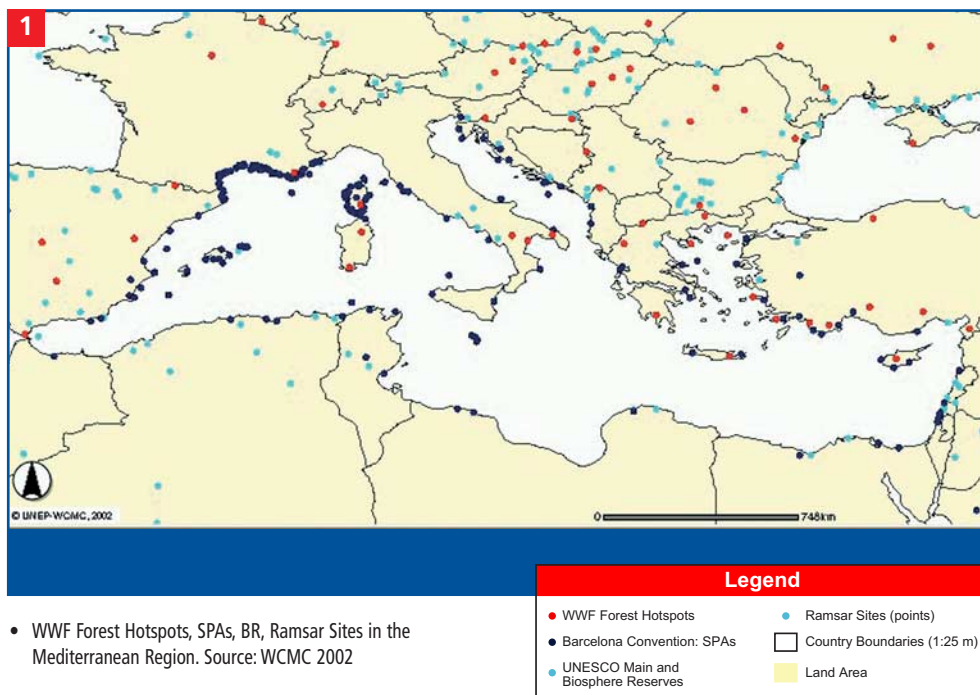 1
© UNEP-WCMC, 2002
0 748km
Legend
• WWF Forest Hotspots
Ramsar Sites (points)
• Barcelona Convention: SPAs
Country Boundaries (1:25 m)
• UNESCO Main and
Biosphere Reserves
Land Area
• WWF Forest Hotspots, SPAs, BR, Ramsar Sites in the
Mediterranean Region. Source: WCMC 2002